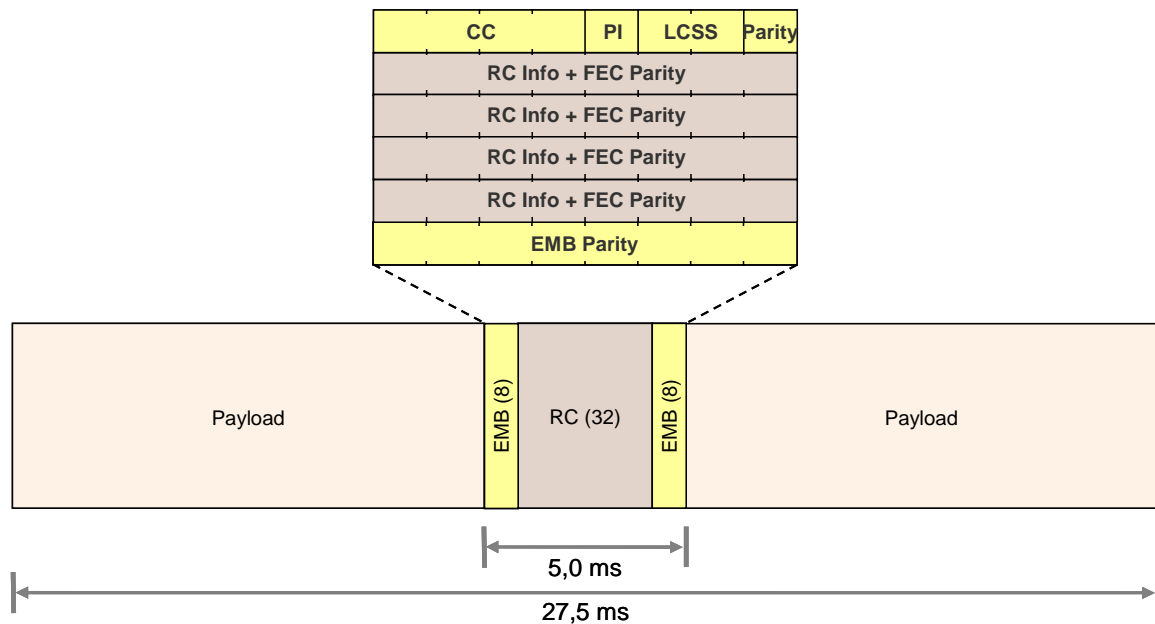 CC PI LCSS Parity
RC Info + FEC Parity
RC Info + FEC Parity
RC Info + FEC Parity
RC Info + FEC Parity
EMB Parity
Payload EMB (8) RC (32) EMB (8) Payload
5,0 ms
27,5 ms